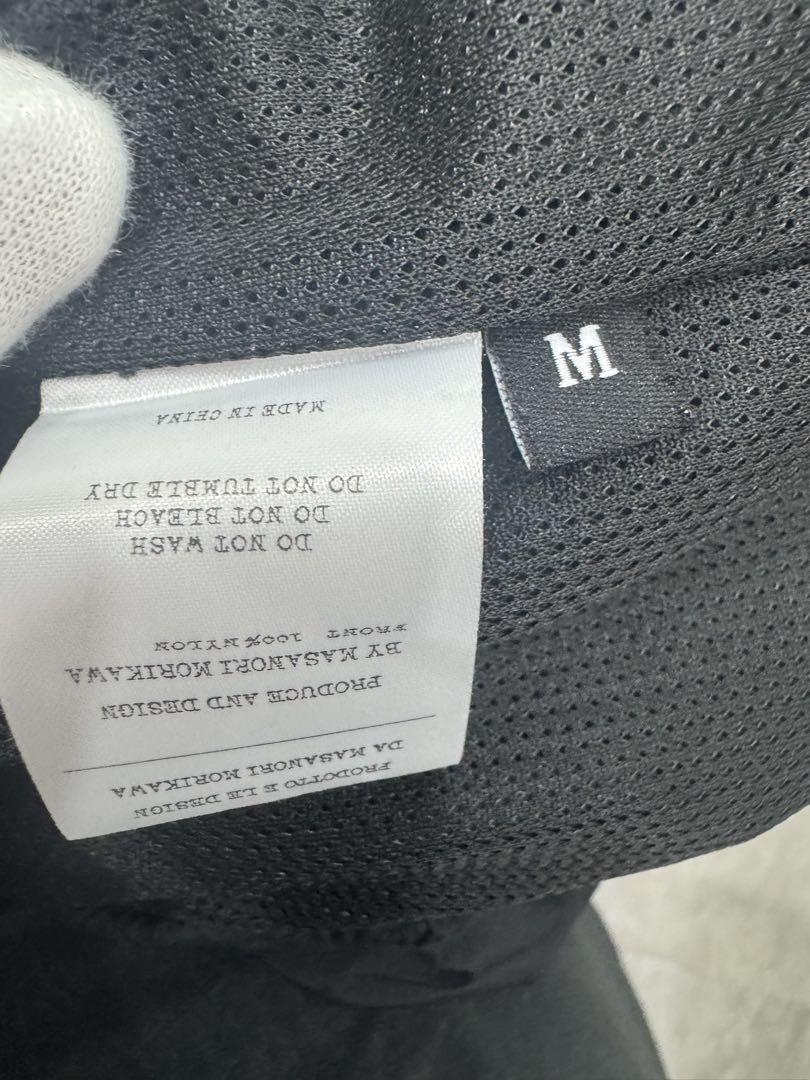 PRODOTTO E LE DESIGN
DA MASANORI MORIKAWA
PRODUCE AND DESIGN
BY MASANORI MORIKAWA
FRONT 100%NYLON
DO NOT WASH
DO NOT BLEACH
DO NOT TUMBLE DRY
MADE IN CHINA
M